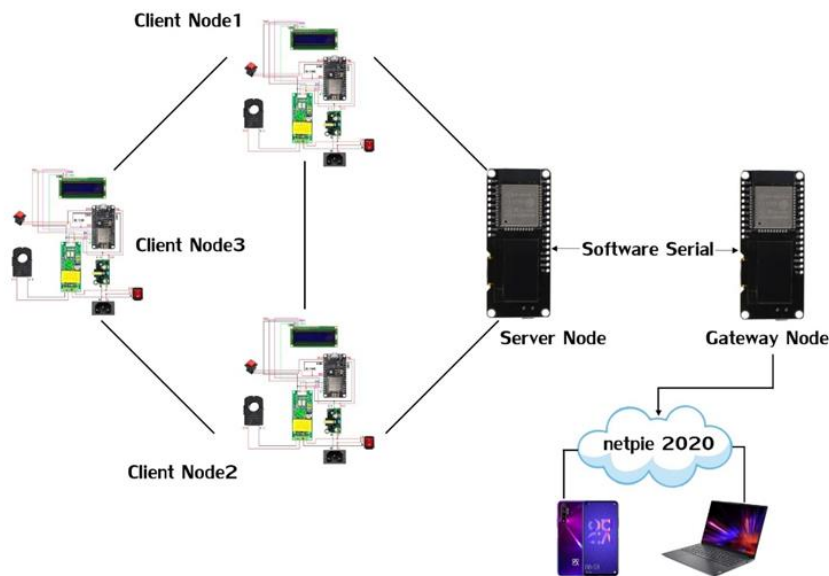 Client Node1
Client Node3
Software Serial
Server Node
Gateway Node
netpie 2020
Client Node2